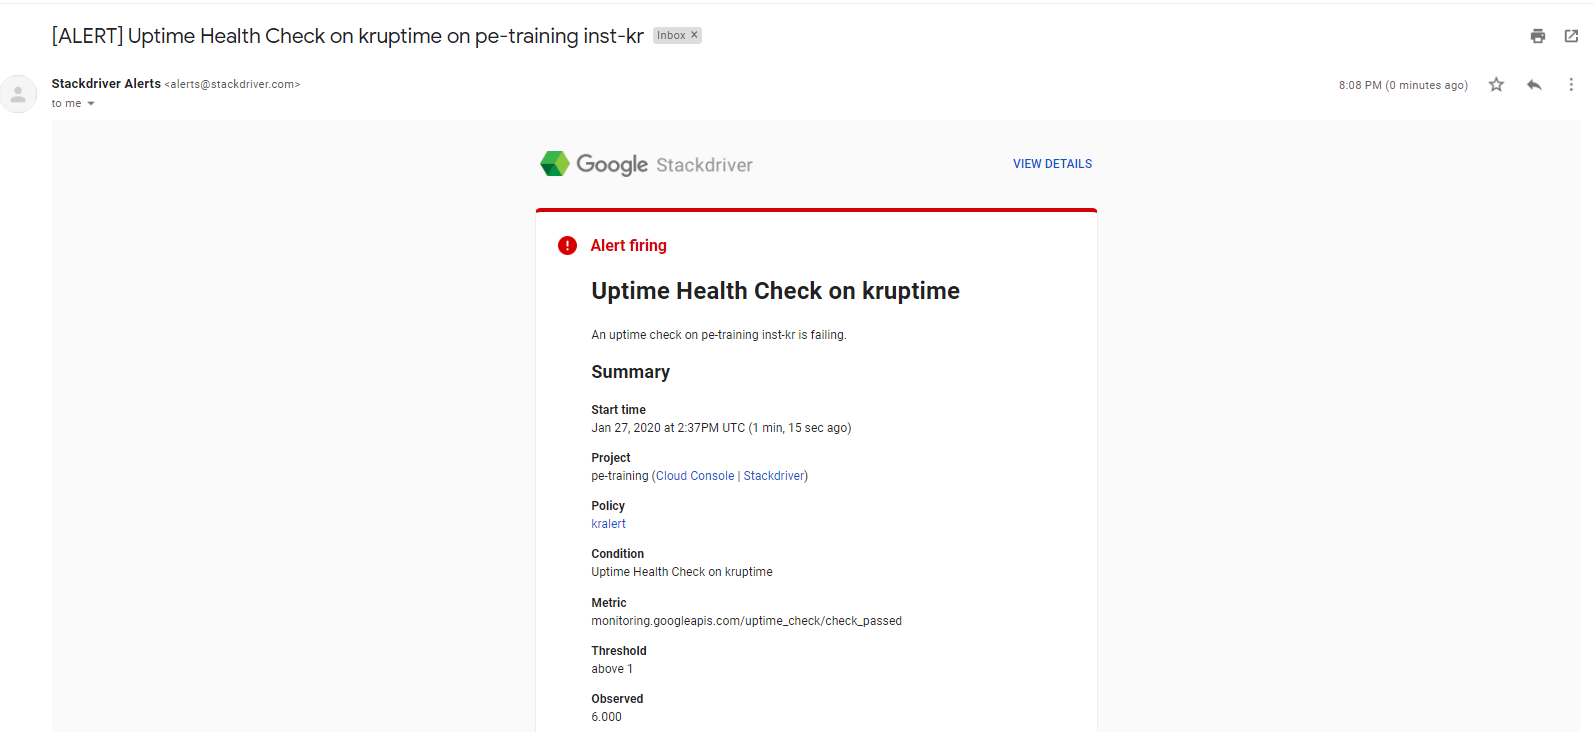 [ALERT] Uptime Health Check on kruptime on pe-training inst-kr Inbox ×
Stackdriver Alerts <alerts@stackdriver.com> 8:08 PM (0 minutes ago)
to me
Google Stackdriver VIEW DETAILS
Alert firing
Uptime Health Check on kruptime
An uptime check on pe-training inst-kr is failing.
Summary
Start time
Jan 27, 2020 at 2:37PM UTC (1 min, 15 sec ago)
Project
pe-training (Cloud Console | Stackdriver)
Policy
kralert
Condition
Uptime Health Check on kruptime
Metric
monitoring.googleapis.com/uptime_check/check_passed
Threshold
above 1
Observed
6.000